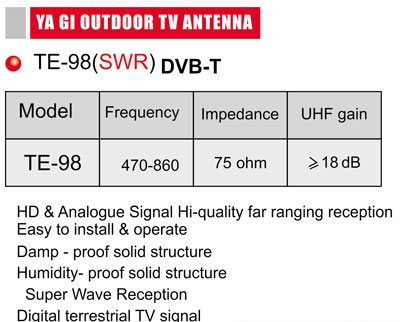 YA GI OUTDOOR TV ANTENNA
TE-98(SWR) DVB-T
Model Frequency Impedance UHF gain
TE-98 470-860 75 ohm ⩾18 dB
HD & Analogue Signal Hi-quality far ranging reception
Easy to install & operate
Damp - proof solid structure
Humidity- proof solid structure
Super Wave Reception
Digital terrestrial TV signal